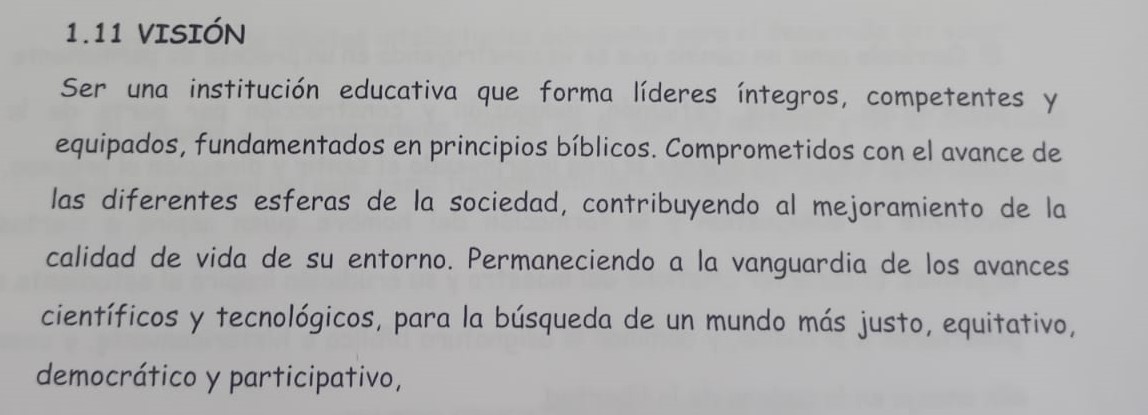 1.11 VISIÓN
Ser una institución educativa que forma líderes íntegros, competentes y
equipados, fundamentados en principios bíblicos. Comprometidos con el avance de
las diferentes esferas de la sociedad, contribuyendo al mejoramiento de la
calidad de vida de su entorno. Permaneciendo a la vanguardia de los avances
científicos y tecnológicos, para la búsqueda de un mundo más justo, equitativo,
democrático y participativo,